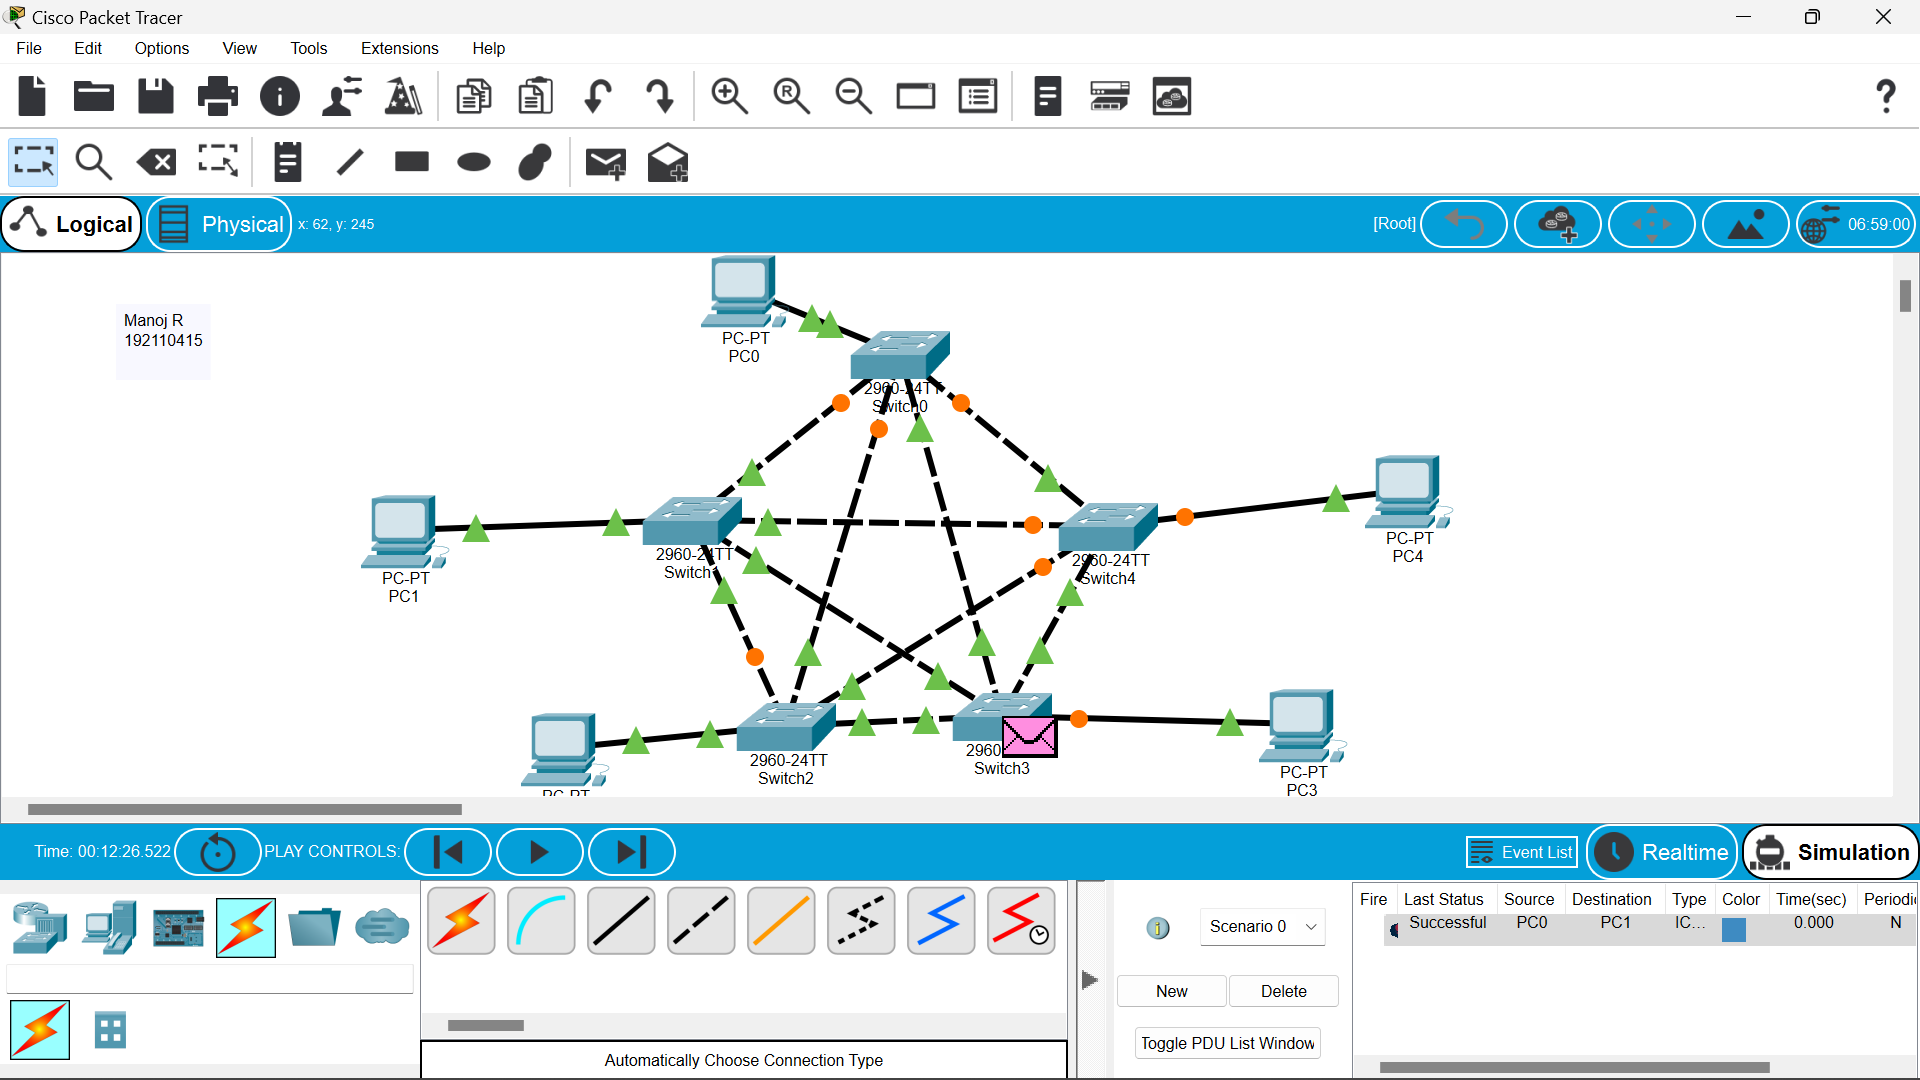 Cisco Packet Tracer
File Edit Options View Tools Extensions Help
Logical Physical x: 62, y: 245 [Root] 06:59:00
Manoj R
192110415
PC-PT
PC0
2960-24TT
Switch0
PC-PT
PC1
2960-24TT
Switch1
2960-24TT
Switch4
PC-PT
PC4
2960-24TT
Switch2
2960
Switch3
PC-PT
PC3
PC-PT
Time: 00:12:26.522 PLAY CONTROLS: Event List Realtime Simulation
Scenario 0
New Delete
Toggle PDU List Window
Fire Last Status Source Destination Type Color Time(sec) Periodic
Successful PC0 PC1 IC... 0.000 N
Automatically Choose Connection Type